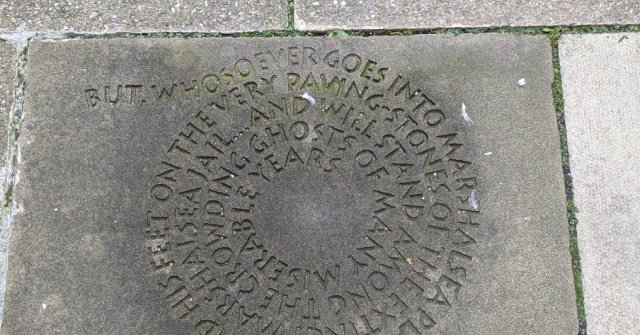 BUT, WHOSOEVER GOES INTO MARSHALSEA
HIS FEET ON THE VERY PAVING-STONES OF THE
MARSHALSEA JAIL... AND WILL STAND AMONG
THE CROWDING GHOSTS OF MANY
MISERABLE YEARS